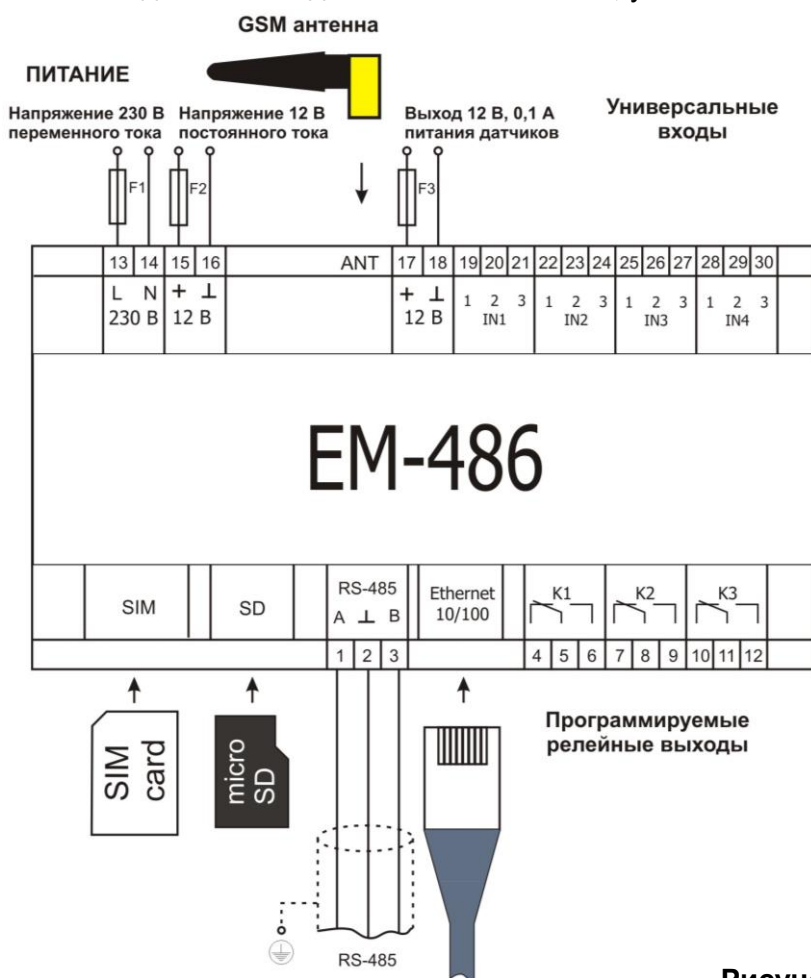 GSM антенна
ПИТАНИЕ
Напряжение 230 В
переменного тока
Напряжение 12 В
постоянного тока
Выход 12 В, 0,1 А
питания датчиков
Универсальные
входы
F1
F2
F3
13 14 15 16 ANT 17 18 19 20 21 22 23 24 25 26 27 28 29 30
L N
230 В
+ ⊥
12 В
+ ⊥
12 В
1 2 3
IN1
1 2 3
IN2
1 2 3
IN3
1 2 3
IN4
EM-486
SIM
SD
RS-485
A ⊥ B
Ethernet
10/100
K1
K2
K3
1 2 3 4 5 6 7 8 9 10 11 12
SIM
card
micro
SD
Программируемые
релейные выходы
RS-485